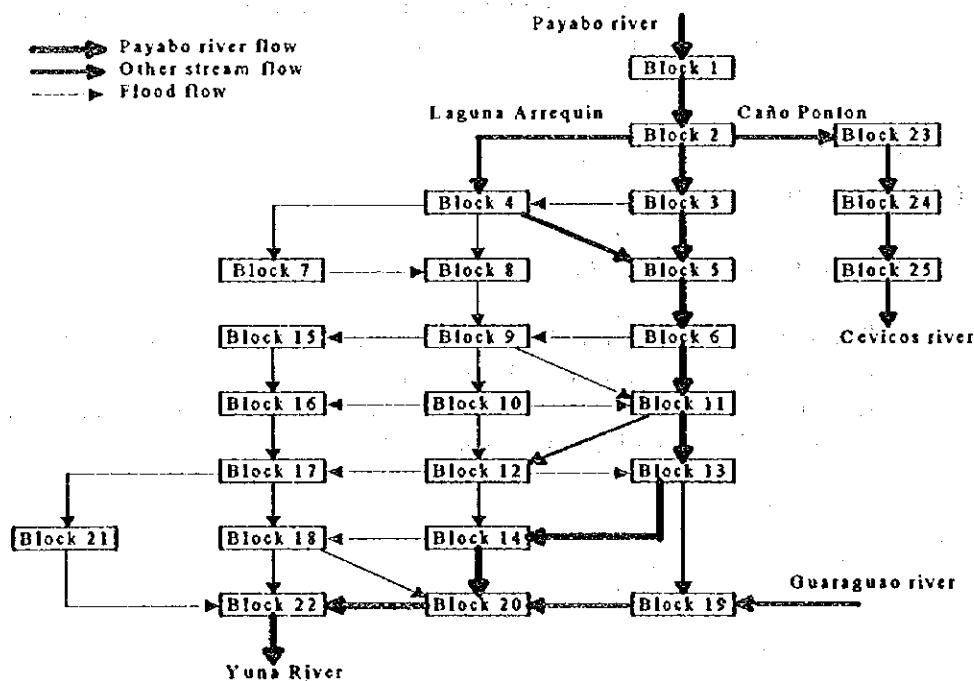 Payabo river
Payabo river flow
Other stream flow
Flood flow
Block 1
Laguna Arrequin
Caño Ponton
Block 2
Block 23
Block 4
Block 3
Block 24
Block 7
Block 8
Block 5
Block 25
Block 15
Block 9
Block 6
Cevicos river
Block 16
Block 10
Block 11
Block 17
Block 12
Block 13
Block 21
Block 18
Block 14
Guaraguao river
Block 22
Block 20
Block 19
Yuna River